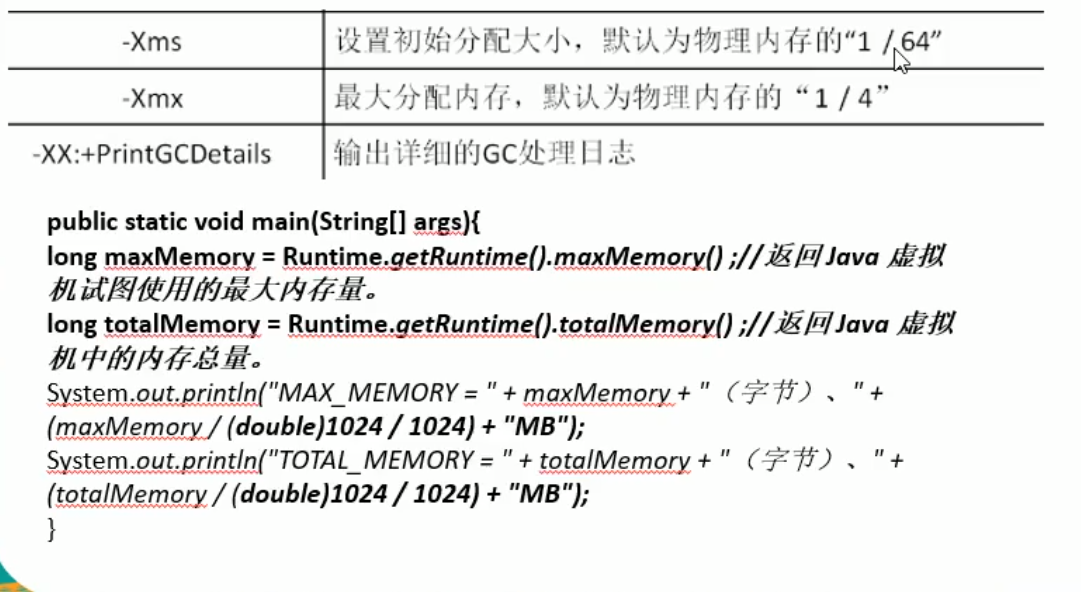 -Xms 设置初始分配大小，默认为物理内存的“1 / 64”
-Xmx 最大分配内存，默认为物理内存的“1 / 4”
-XX:+PrintGCDetails 输出详细的GC处理日志
public static void main(String[] args){
long maxMemory = Runtime.getRuntime().maxMemory() ;//返回 Java 虚拟
机试图使用的最大内存量。
long totalMemory = Runtime.getRuntime().totalMemory() ;//返回 Java 虚拟
机中的内存总量。
System.out.println("MAX_MEMORY = " + maxMemory + "（字节）、" +
(maxMemory / (double)1024 / 1024) + "MB");
System.out.println("TOTAL_MEMORY = " + totalMemory + "（字节）、" +
(totalMemory / (double)1024 / 1024) + "MB");
}